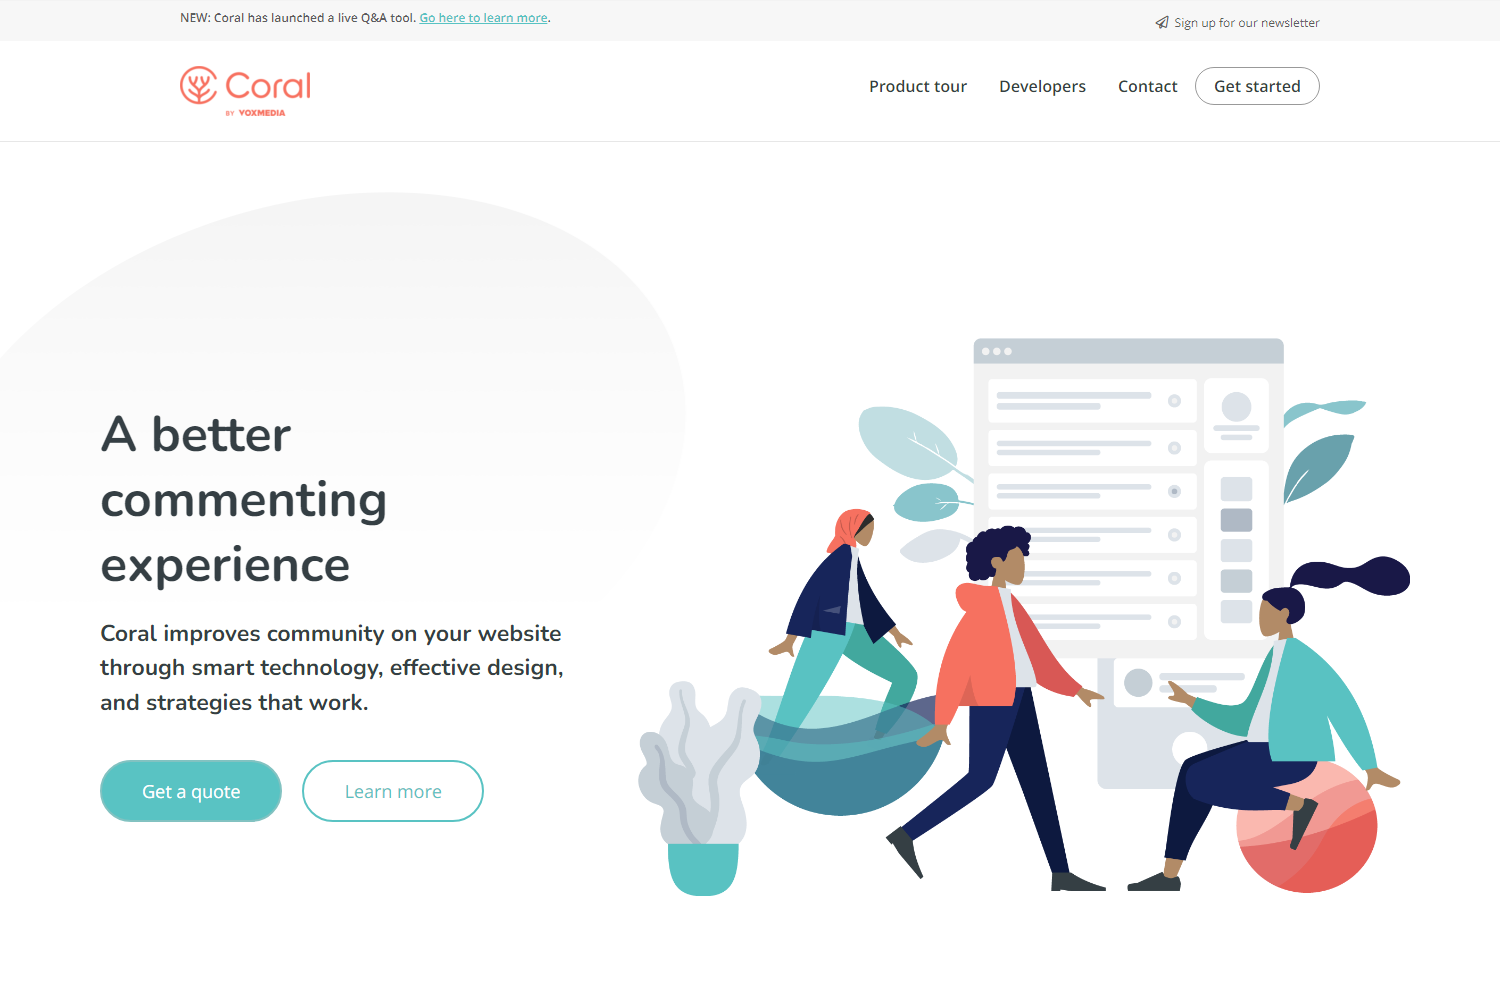 NEW: Coral has launched a live Q&A tool. Go here to learn more.
Sign up for our newsletter
Coral
BY VOXMEDIA
Product tour
Developers
Contact
Get started
A better
commenting
experience
Coral improves community on your website
through smart technology, effective design,
and strategies that work.
Get a quote
Learn more